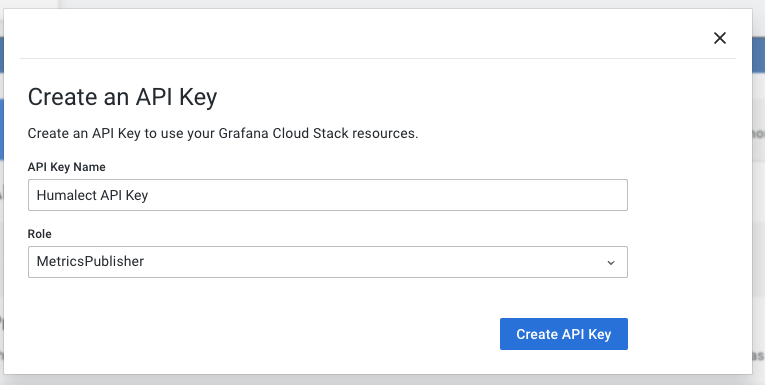 Create an API Key
Create an API Key to use your Grafana Cloud Stack resources.
API Key Name
Humalect API Key
Role
MetricsPublisher
Create API Key